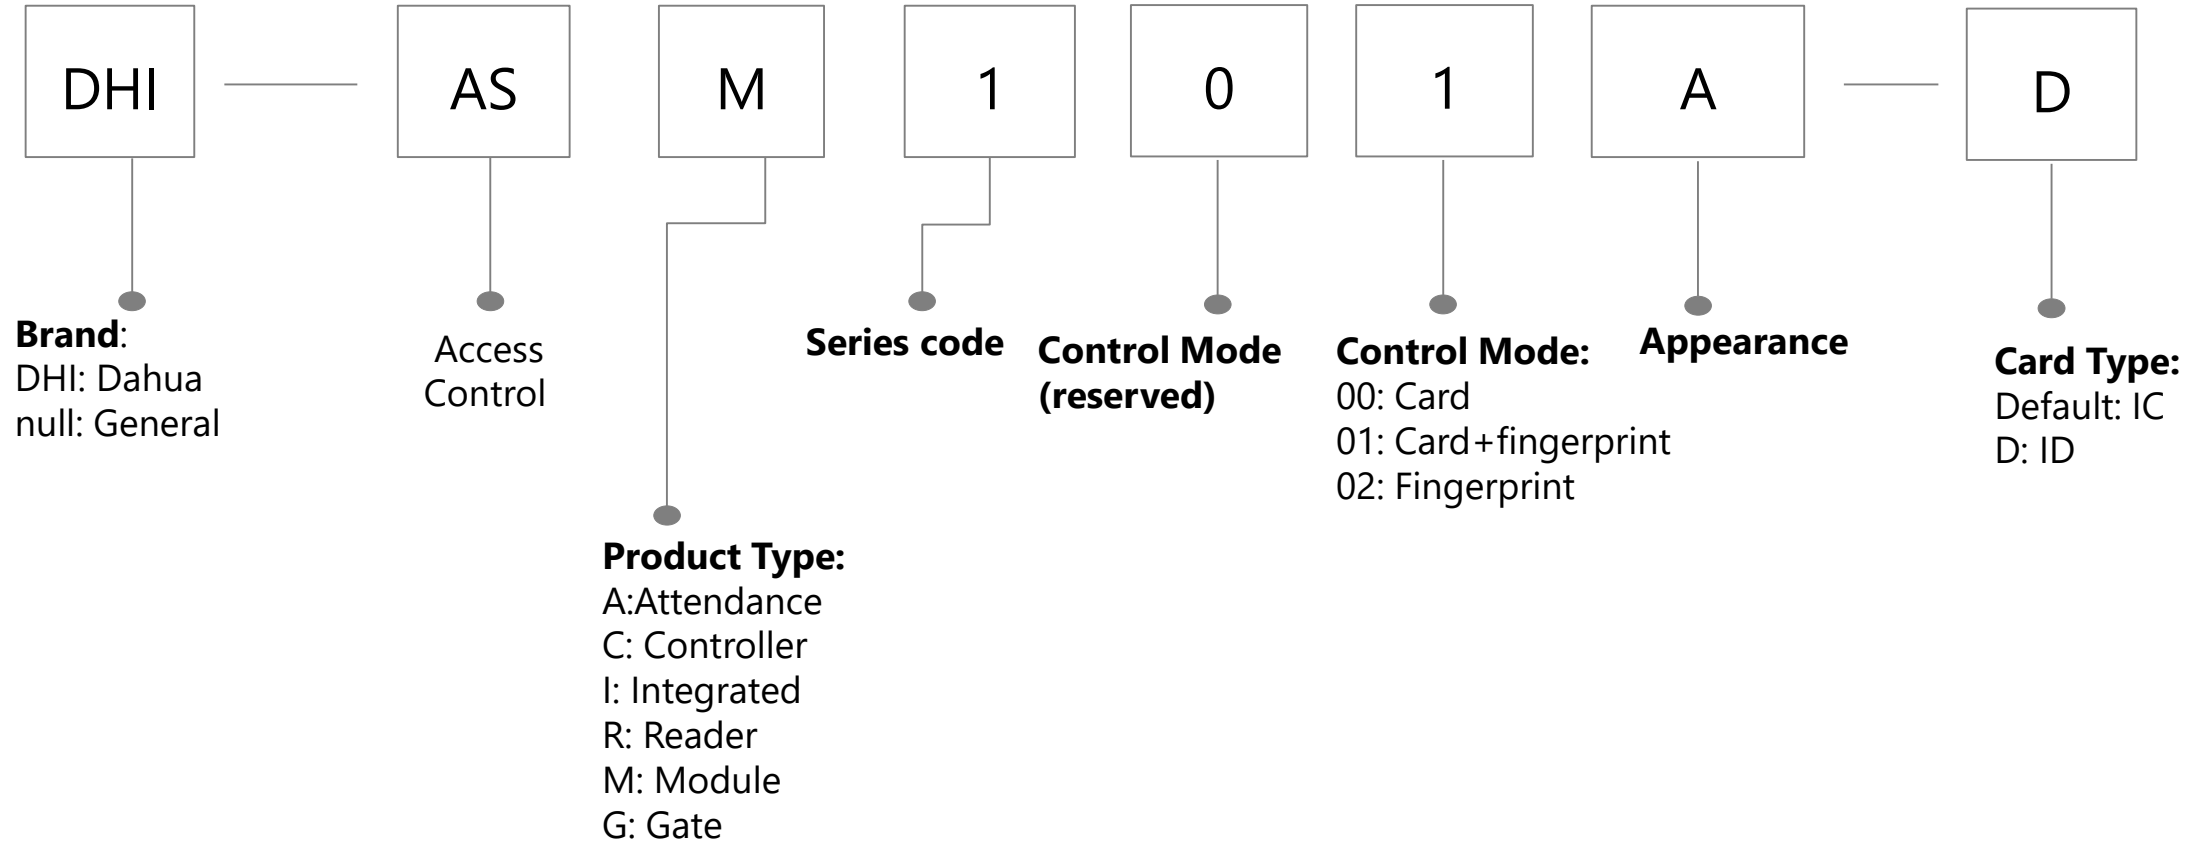 DHI AS M 1 0 1 A D
Brand:
DHI: Dahua
null: General
Access
Control
Product Type:
A:Attendance
C: Controller
I: Integrated
R: Reader
M: Module
G: Gate
Series code
Control Mode
(reserved)
Control Mode:
00: Card
01: Card+fingerprint
02: Fingerprint
Appearance
Card Type:
Default: IC
D: ID